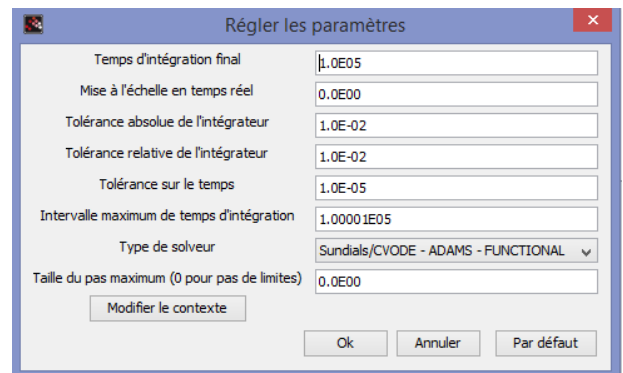 Régler les paramètres
Temps d'intégration final 1.0E05
Mise à l'échelle en temps réel 0.0E00
Tolérance absolue de l'intégrateur 1.0E-02
Tolérance relative de l'intégrateur 1.0E-02
Tolérance sur le temps 1.0E-05
Intervalle maximum de temps d'intégration 1.00001E05
Type de solveur Sundials/CVODE - ADAMS - FUNCTIONAL
Taille du pas maximum (0 pour pas de limites) 0.0E00
Modifier le contexte
Ok Annuler Par défaut